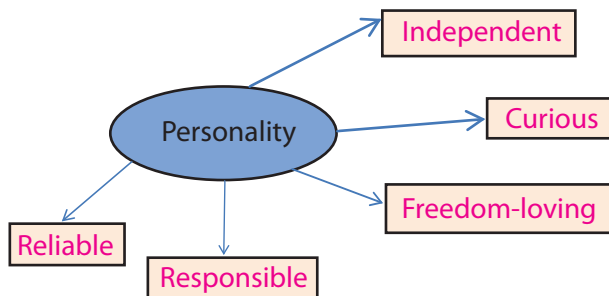 Independent
Curious
Personality
Freedom-loving
Reliable
Responsible